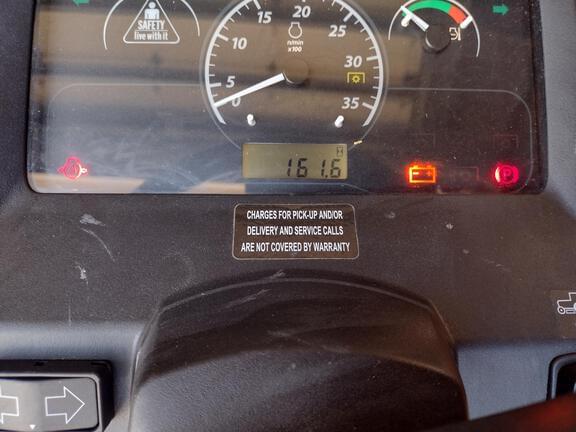 SAFETY
live with it
0
5
10
15
20
25
30
35
n/min
x100
H
161.6
P
CHARGES FOR PICK-UP AND/OR
DELIVERY AND SERVICE CALLS
ARE NOT COVERED BY WARRANTY